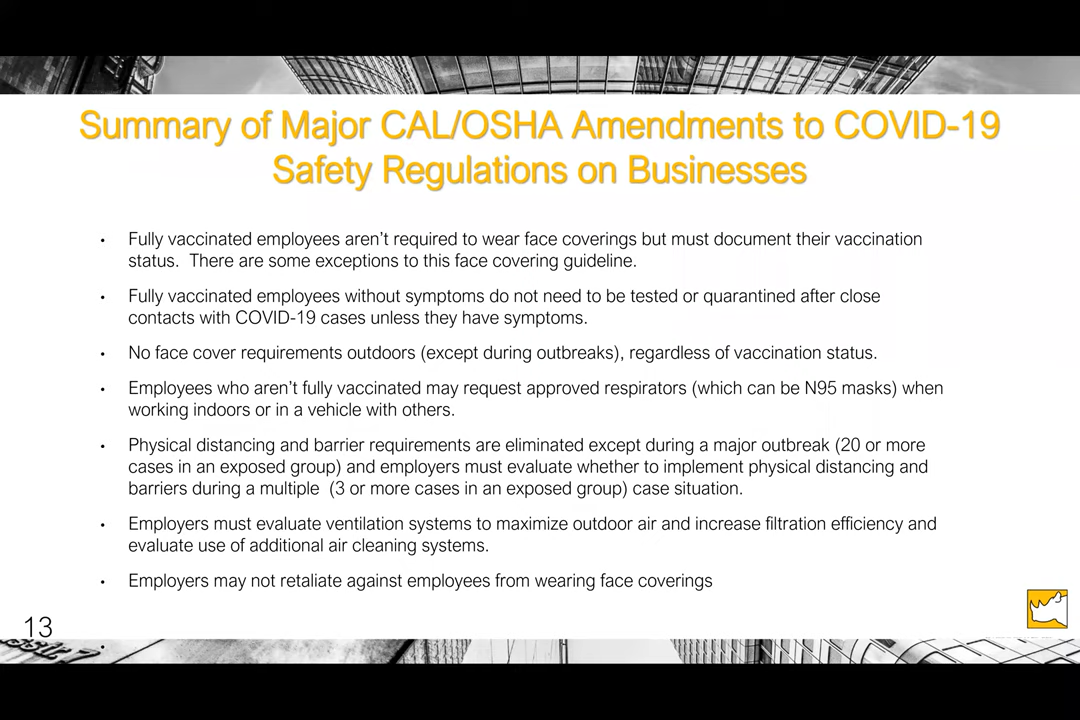 Summary of Major CAL/OSHA Amendments to COVID-19
Safety Regulations on Businesses
• Fully vaccinated employees aren’t required to wear face coverings but must document their vaccination
status.  There are some exceptions to this face covering guideline.
• Fully vaccinated employees without symptoms do not need to be tested or quarantined after close
contacts with COVID-19 cases unless they have symptoms.
• No face cover requirements outdoors (except during outbreaks), regardless of vaccination status.
• Employees who aren’t fully vaccinated may request approved respirators (which can be N95 masks) when
working indoors or in a vehicle with others.
• Physical distancing and barrier requirements are eliminated except during a major outbreak (20 or more
cases in an exposed group) and employers must evaluate whether to implement physical distancing and
barriers during a multiple  (3 or more cases in an exposed group) case situation.
• Employers must evaluate ventilation systems to maximize outdoor air and increase filtration efficiency and
evaluate use of additional air cleaning systems.
• Employers may not retaliate against employees from wearing face coverings
13
•